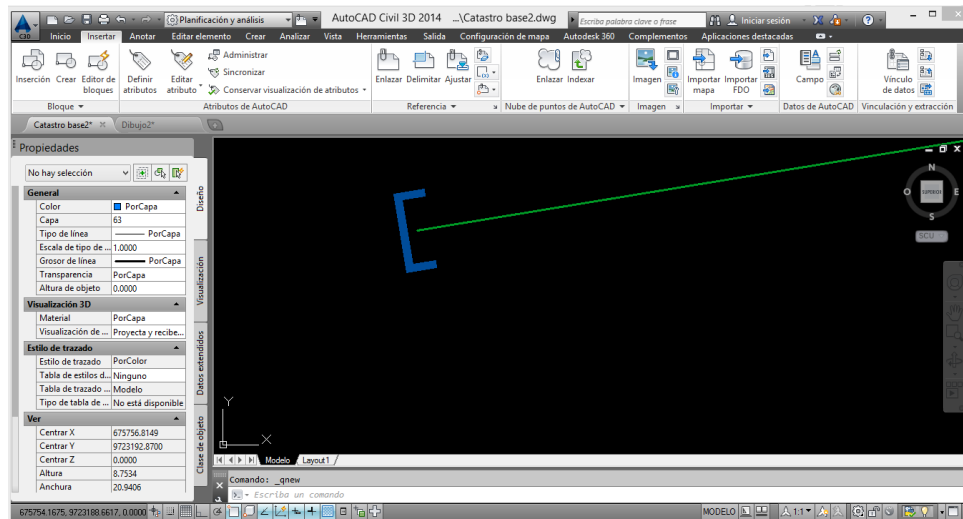 Planificación y análisis
AutoCAD Civil 3D 2014 ...\Catastro base2.dwg
Escriba palabra clave o frase
Iniciar sesión
C3D
Inicio Insertar Anotar Editar elemento Crear Analizar Vista Herramientas Salida Configuración de mapa Autodesk 360 Complementos Aplicaciones destacadas
Administrar
Sincronizar
Conservar visualización de atributos
Inserción Crear Editor de bloques
Definir atributos
Editar atributo
Enlazar Delimitar Ajustar
Enlazar Indexar
Imagen
Importar mapa
Importar FDO
Campo
Vínculo de datos
Bloque Atributos de AutoCAD Referencia Nube de puntos de AutoCAD Imagen Importar Datos de AutoCAD Vinculación y extracción
Catastro base2* Dibujo2*
Propiedades
No hay selección
General
Color PorCapa
Capa 63
Tipo de línea PorCapa
Escala de tipo de ... 1.0000
Grosor de línea PorCapa
Transparencia PorCapa
Altura de objeto 0.0000
Visualización 3D
Material PorCapa
Visualización de ... Proyecta y recibe...
Estilo de trazado
Estilo de trazado PorColor
Tabla de estilos d... Ninguno
Tabla de trazado ... Modelo
Tipo de tabla de ... No está disponible
Ver
Centrar X 675756.8149
Centrar Y 9723192.8700
Centrar Z 0.0000
Altura 8.7534
Anchura 20.9406
Diseño
Visualización
Datos extendidos
Clase de objeto
N
O SUPERIOR E
S
SCU
Y
X
Modelo Layout1
Comando: _qnew
Escriba un comando
675754.1675, 9723188.6617, 0.0000
MODELO
1:1